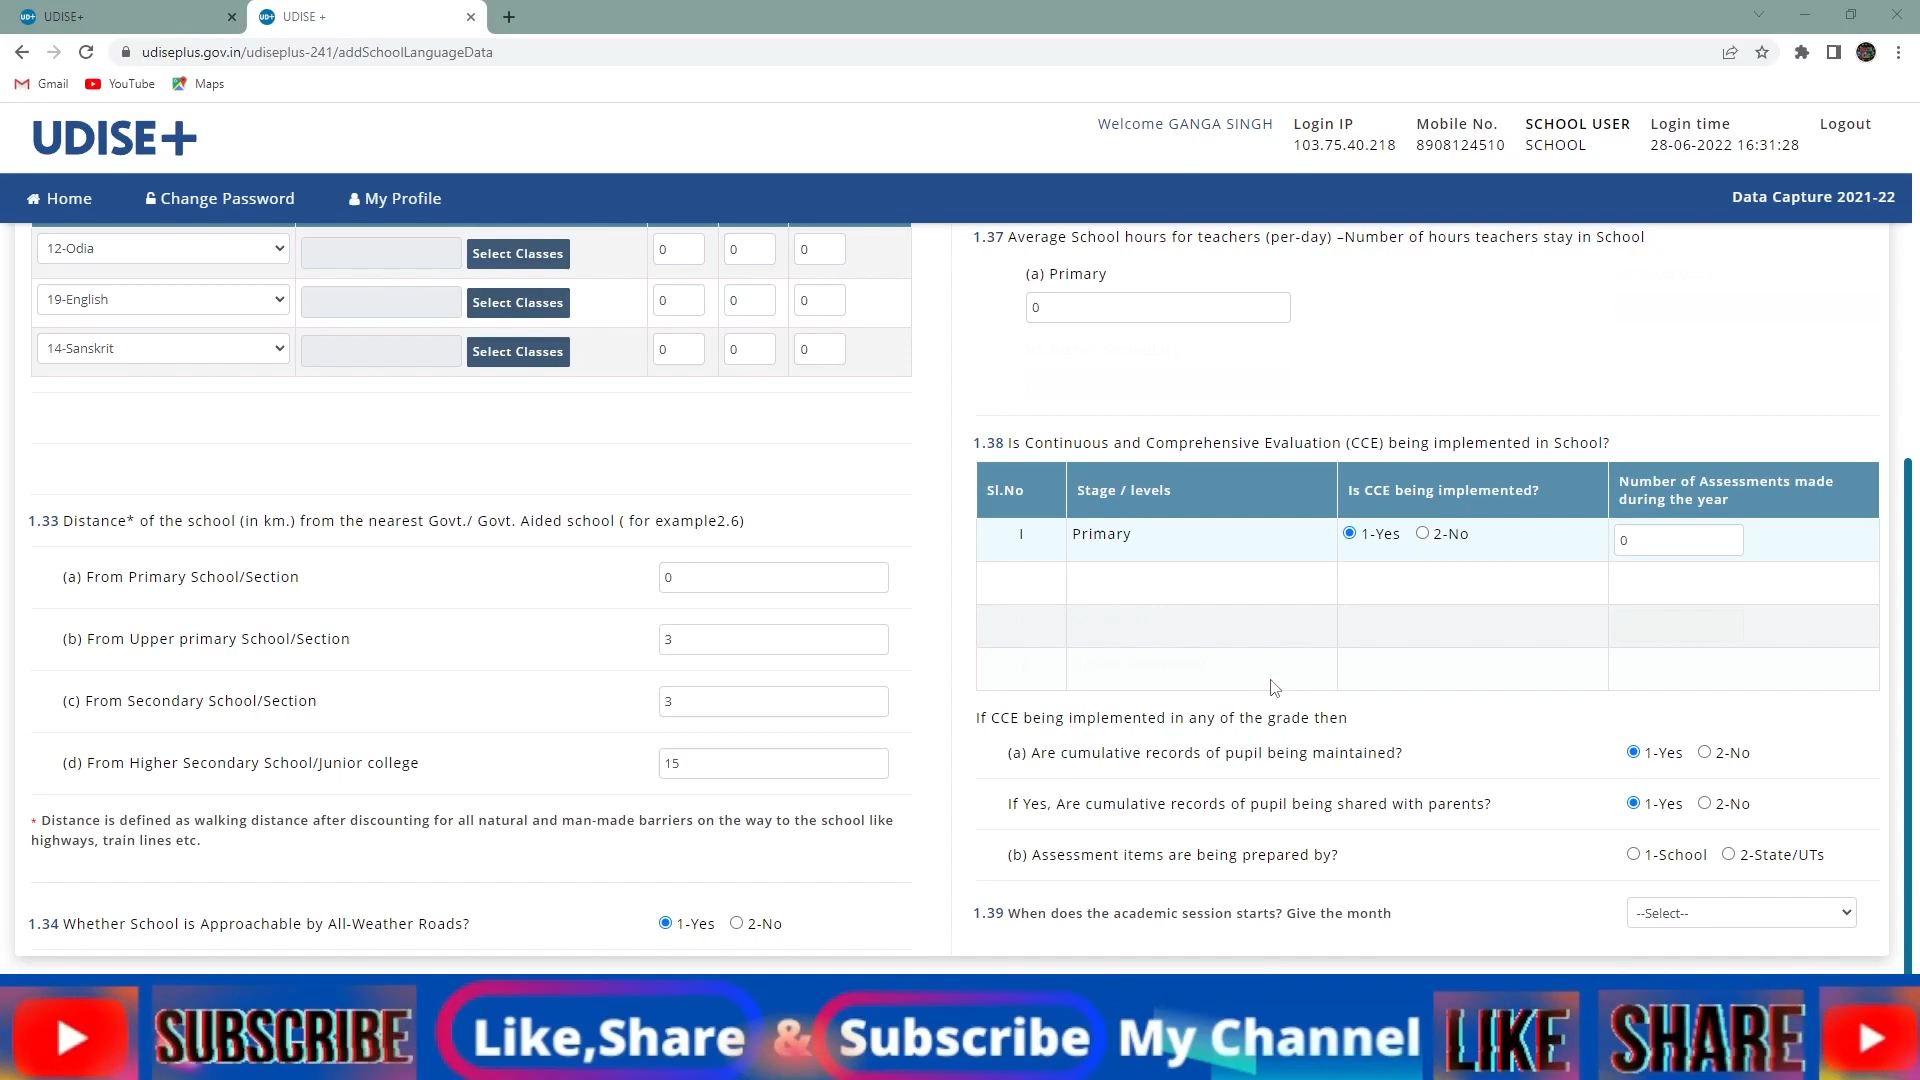 UD+ UDISE+
UD+ UDISE +
udiseplus.gov.in/udiseplus-241/addSchoolLanguageData
Gmail YouTube Maps
UDISE+
Welcome GANGA SINGH
Login IP
103.75.40.218
Mobile No.
8908124510
SCHOOL USER
SCHOOL
Login time
28-06-2022 16:31:28
Logout
Home Change Password My Profile Data Capture 2021-22
12-Odia Select Classes 0 0 0
19-English Select Classes 0 0 0
14-Sanskrit Select Classes 0 0 0
1.33 Distance* of the school (in km.) from the nearest Govt./ Govt. Aided school ( for example2.6)
(a) From Primary School/Section 0
(b) From Upper primary School/Section 3
(c) From Secondary School/Section 3
(d) From Higher Secondary School/Junior college 15
* Distance is defined as walking distance after discounting for all natural and man-made barriers on the way to the school like
highways, train lines etc.
1.34 Whether School is Approachable by All-Weather Roads? 1-Yes 2-No
1.37 Average School hours for teachers (per-day) –Number of hours teachers stay in School
(a) Primary
0
1.38 Is Continuous and Comprehensive Evaluation (CCE) being implemented in School?
Sl.No Stage / levels Is CCE being implemented? Number of Assessments made
during the year
I Primary 1-Yes 2-No 0
If CCE being implemented in any of the grade then
(a) Are cumulative records of pupil being maintained? 1-Yes 2-No
If Yes, Are cumulative records of pupil being shared with parents? 1-Yes 2-No
(b) Assessment items are being prepared by? 1-School 2-State/UTs
1.39 When does the academic session starts? Give the month --Select--
SUBSCRIBE Like,Share & Subscribe My Channel LIKE SHARE